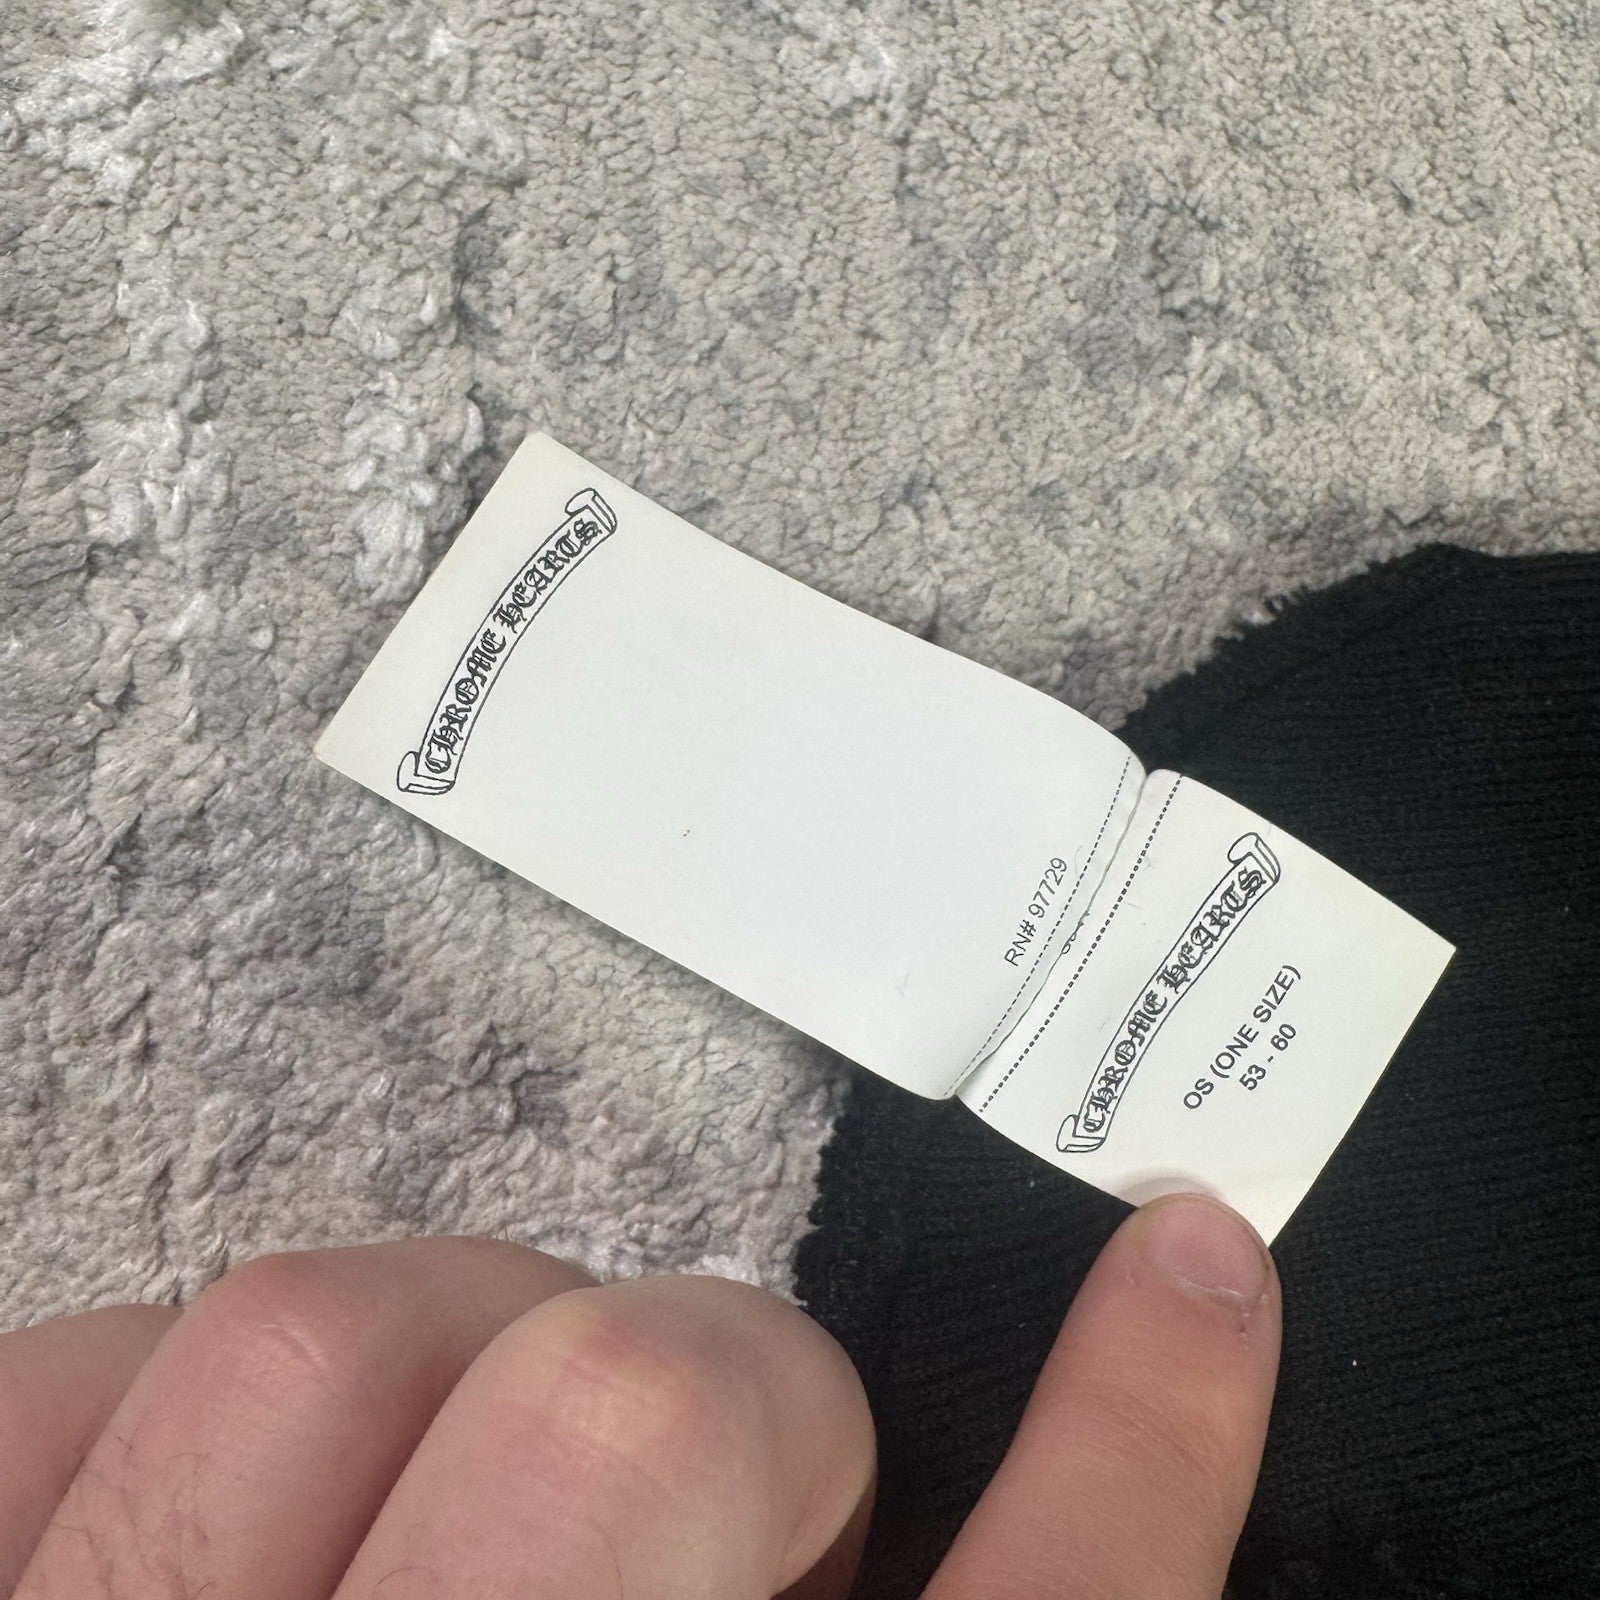 CHROME HEARTS
RN# 97729
CHROME HEARTS
OS (ONE SIZE)
53 - 60